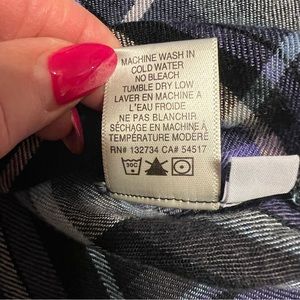 MACHINE WASH IN
COLD WATER
NO BLEACH
TUMBLE DRY LOW
LAVER EN MACHINE A
L'EAU FROIDE
NE PAS BLANCHIR
SÉCHAGE EN MACHINE A
TEMPÉRATURE MODÉRÉ
RN# 132734 CA# 54517
30C